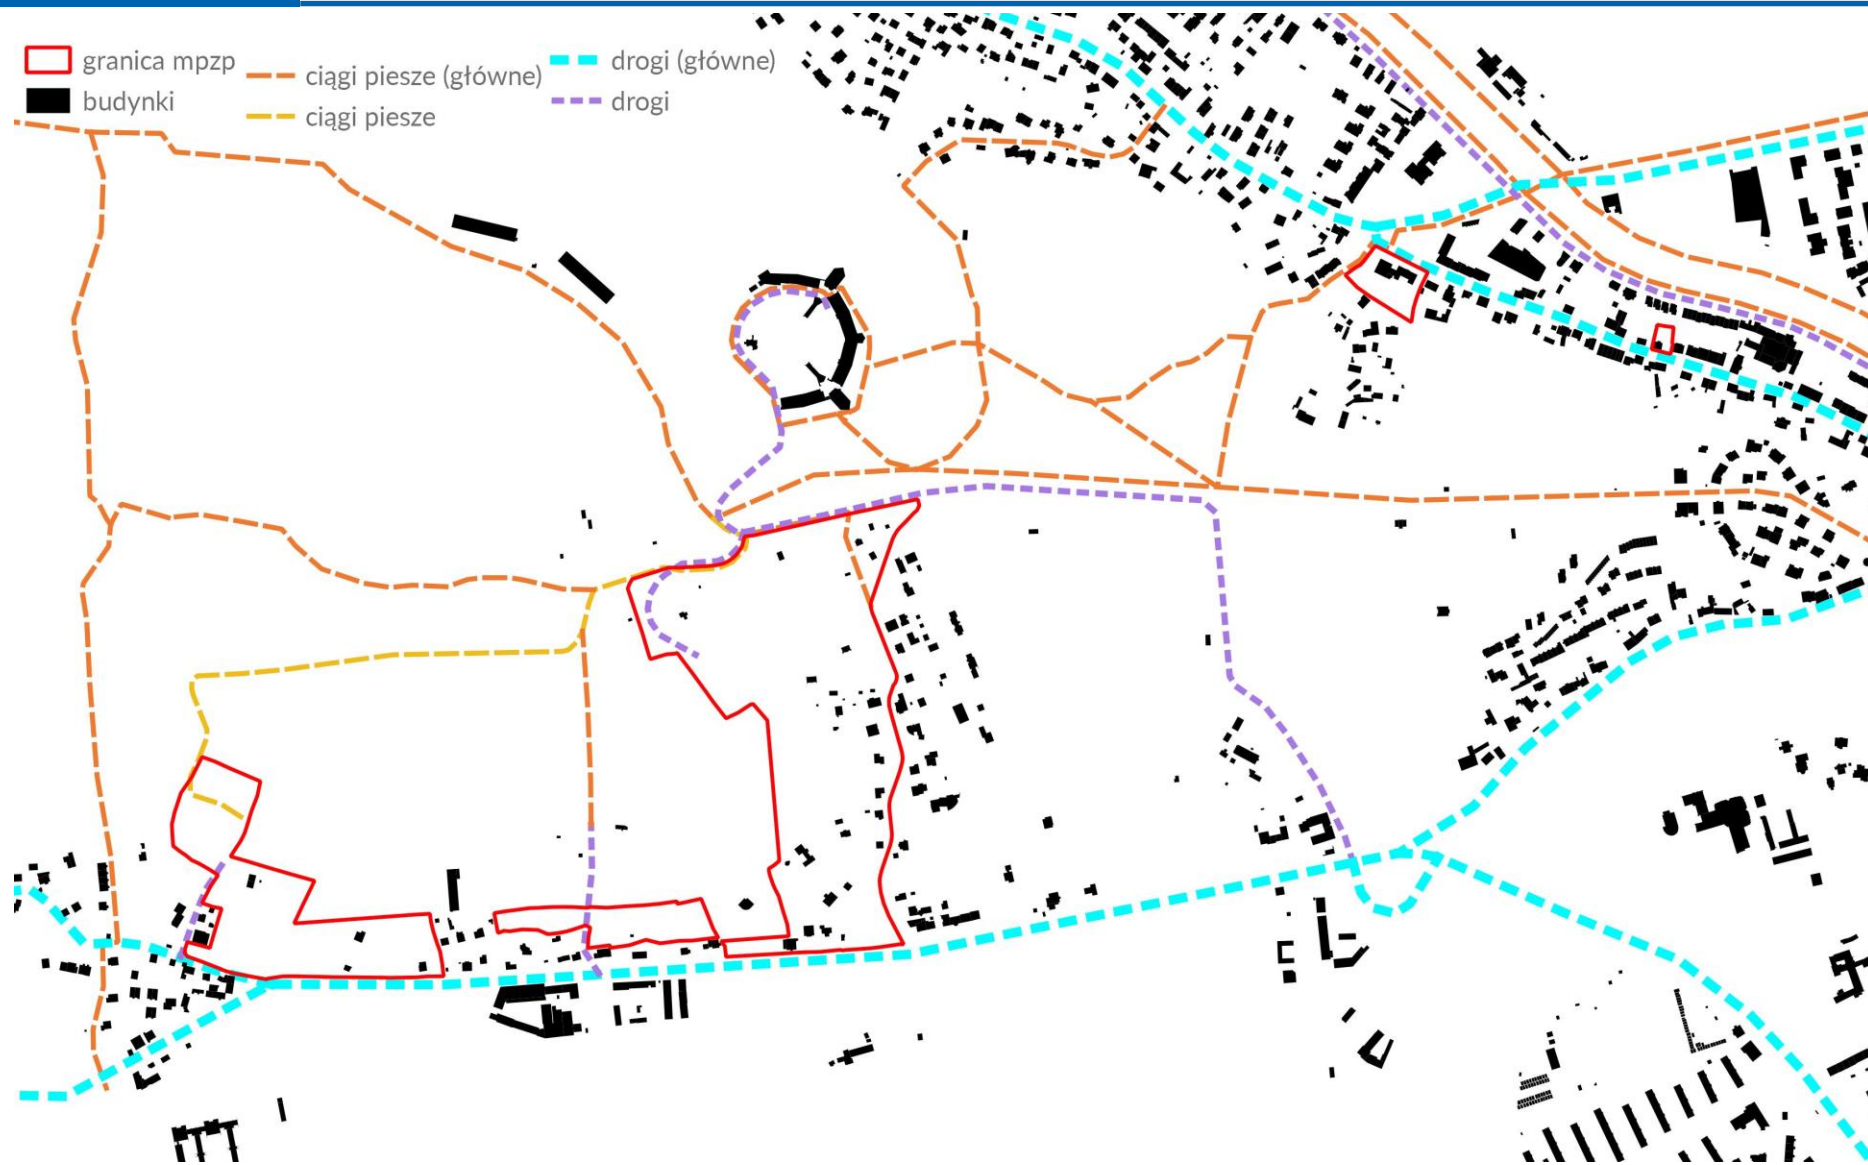 granica mpzp
budynki
ciągi piesze (główne)
ciągi piesze
drogi (główne)
drogi